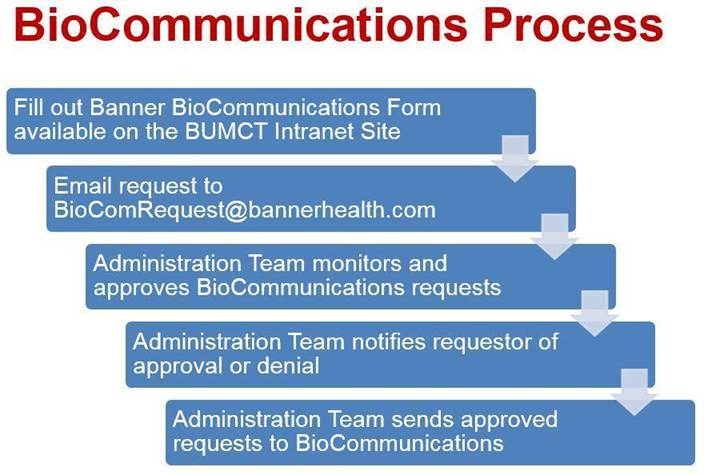 BioCommunications Process
Fill out Banner BioCommunications Form
available on the BUMCT Intranet Site
Email request to
BioComRequest@bannerhealth.com
Administration Team monitors and
approves BioCommunications requests
Administration Team notifies requestor of
approval or denial
Administration Team sends approved
requests to BioCommunications